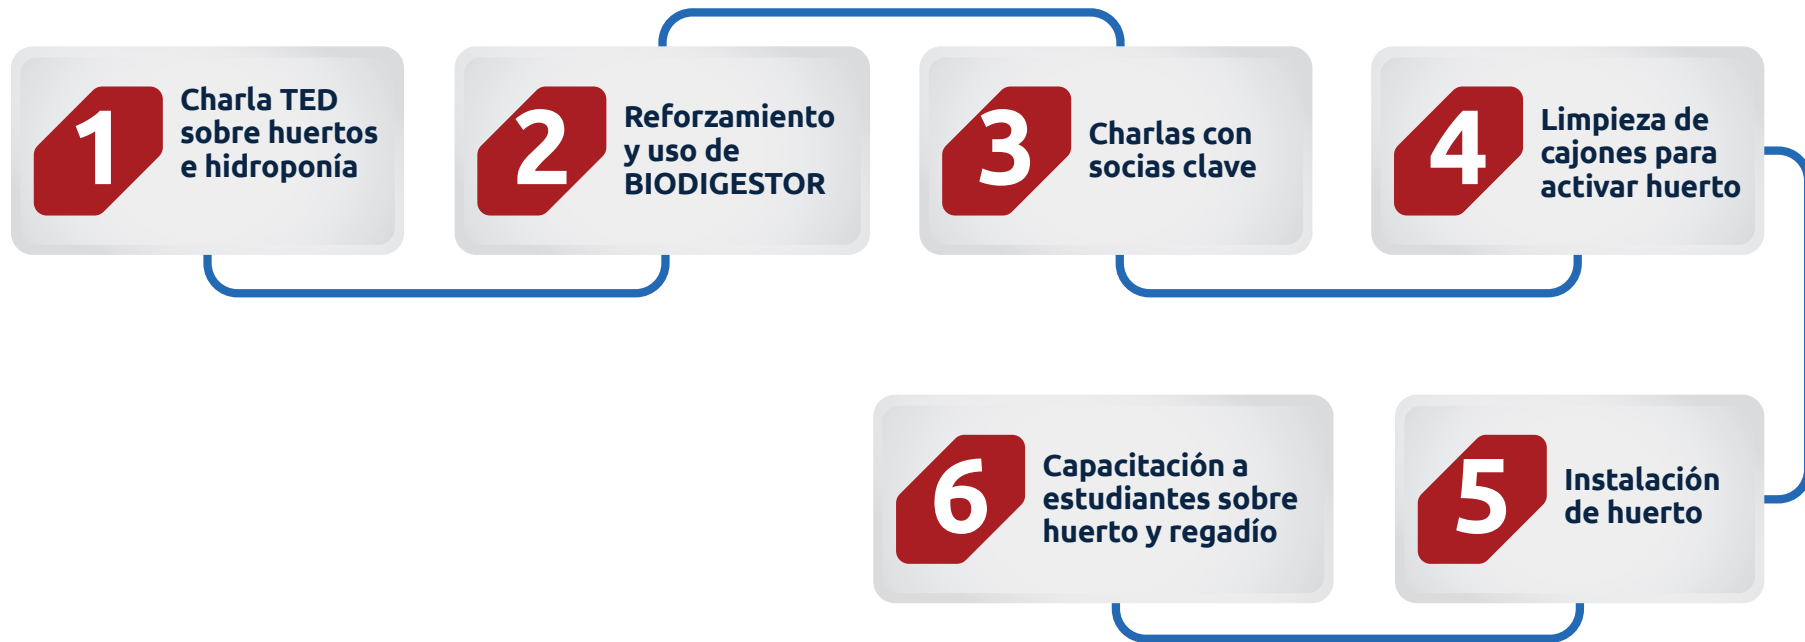 1
Charla TED
sobre huertos
e hidroponía
2
Reforzamiento
y uso de
BIODIGESTOR
3
Charlas con
socias clave
4
Limpieza de
cajones para
activar huerto
5
Instalación
de huerto
6
Capacitación a
estudiantes sobre
huerto y regadío